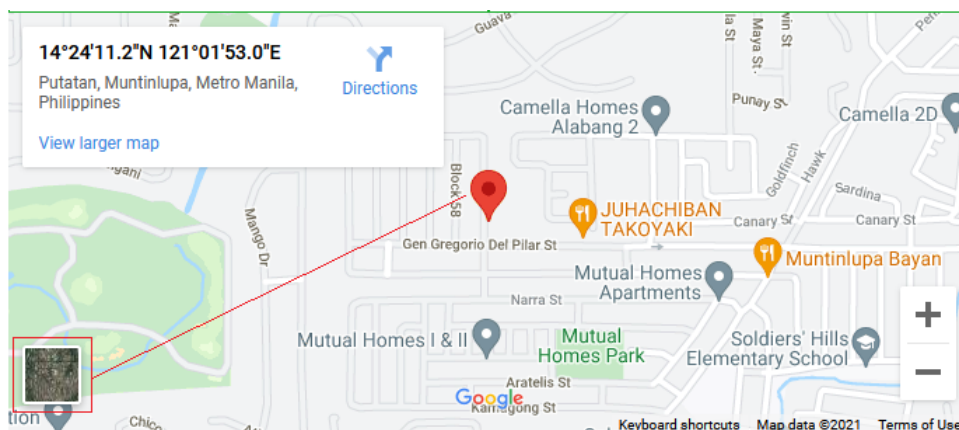 Guava
14°24'11.2"N 121°01'53.0"E
Putatan, Muntinlupa, Metro Manila,
Philippines
Directions
View larger map
Maya St
Punay St
Camella Homes
Alabang 2
Camella 2D
Goldfinch
Hawk
Sardina
Block 58
Mango Dr
JUHACHIBAN
TAKOYAKI
Canary St
Canary St
Gen Gregorio Del Pilar St
Muntinlupa Bayan
Mutual Homes
Apartments
Narra St
Mutual Homes I & II
Mutual
Homes Park
Soldiers' Hills
Elementary School
Aratelis St
Google
Kamagong St
Keyboard shortcuts
Map data ©2021
Terms of Use